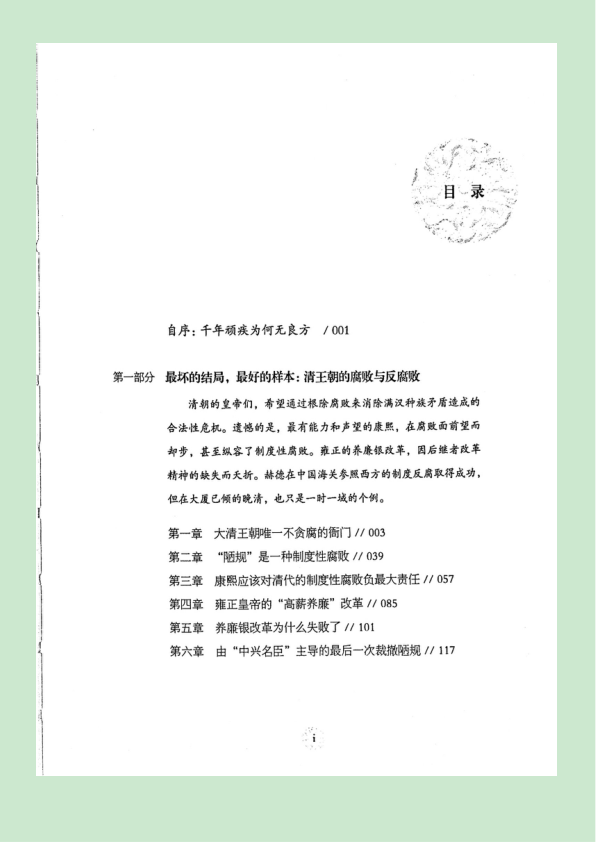 目 录
自序：千年顽疾为何无良方 / 001
第一部分 最坏的结局，最好的样本：清王朝的腐败与反腐败
清朝的皇帝们，希望通过根除腐败来消除满汉种族矛盾造成的
合法性危机。遗憾的是，最有能力和声望的康熙，在腐败面前望而
却步，甚至纵容了制度性腐败。雍正的养廉银改革，因后继者改革
精神的缺失而夭折。赫德在中国海关参照西方的制度反腐取得成功，
但在大厦已倾的晚清，也只是一时一域的个例。
第一章 大清王朝唯一不贪腐的衙门 // 003
第二章 “陋规”是一种制度性腐败 // 039
第三章 康熙应该对清代的制度性腐败负最大责任 // 057
第四章 雍正皇帝的“高薪养廉”改革 // 085
第五章 养廉银改革为什么失败了 // 101
第六章 由“中兴名臣”主导的最后一次裁撤陋规 // 117
i